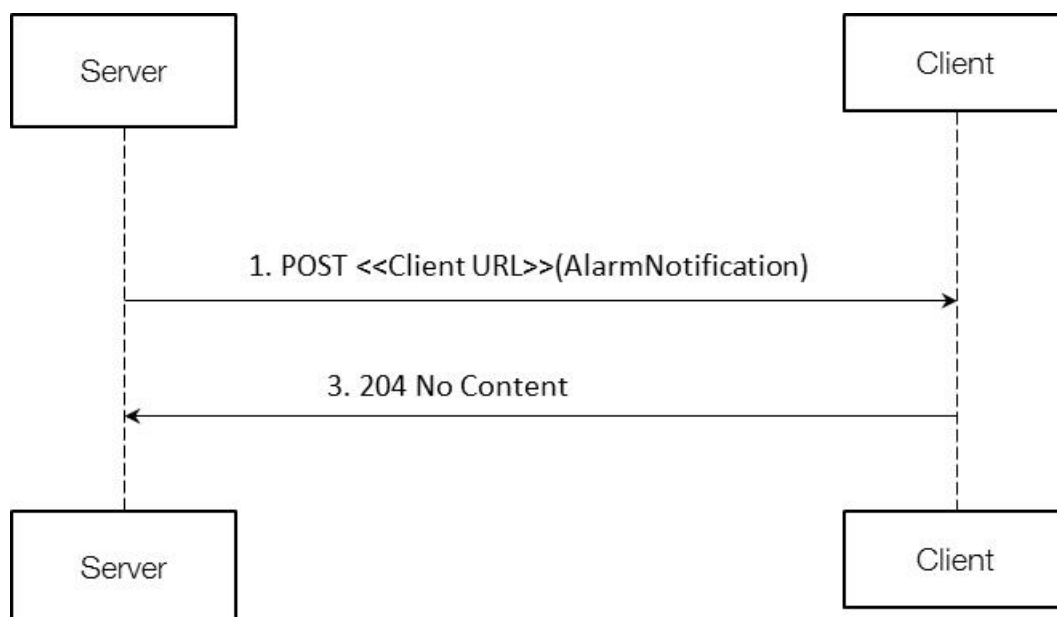 Server
Client
1. POST <<Client URL>>(AlarmNotification)
3. 204 No Content
Server
Client